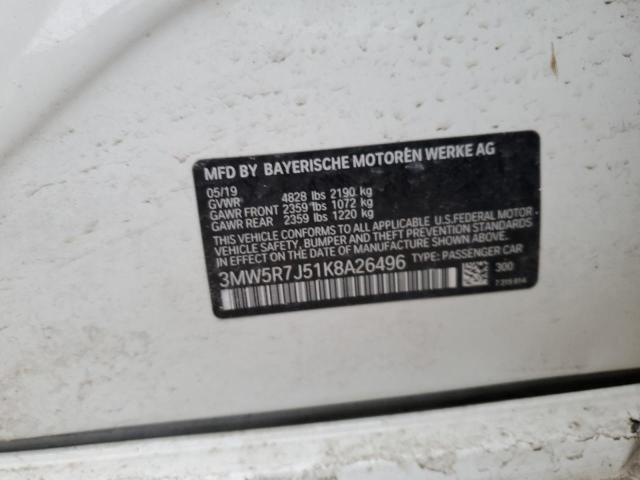 MFD BY BAYERISCHE MOTOREN WERKE AG
05/19
GVWR 4828 lbs 2190 kg
GAWR FRONT 2359 lbs 1072 kg
GAWR REAR 2359 lbs 1220 kg
THIS VEHICLE CONFORMS TO ALL APPLICABLE U.S.FEDERAL MOTOR
VEHICLE SAFETY, BUMPER AND THEFT PREVENTION STANDARDS
IN EFFECT ON THE DATE OF MANUFACTURE SHOWN ABOVE.
3MW5R7J51K8A26496 TYPE: PASSENGER CAR
300